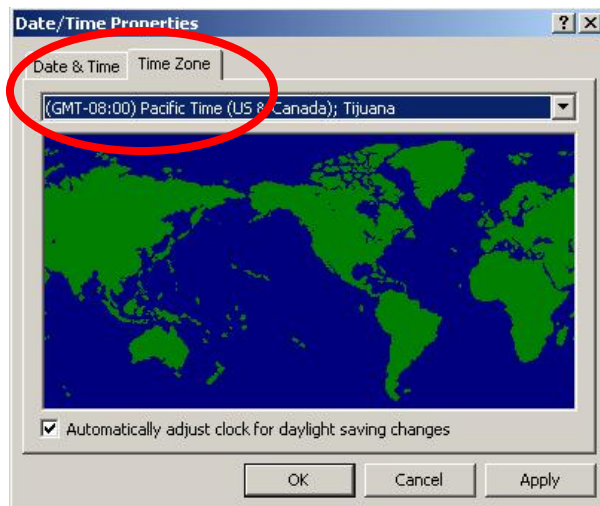 Date/Time Properties
Date & Time Time Zone
(GMT-08:00) Pacific Time (US & Canada); Tijuana
Automatically adjust clock for daylight saving changes
OK Cancel Apply